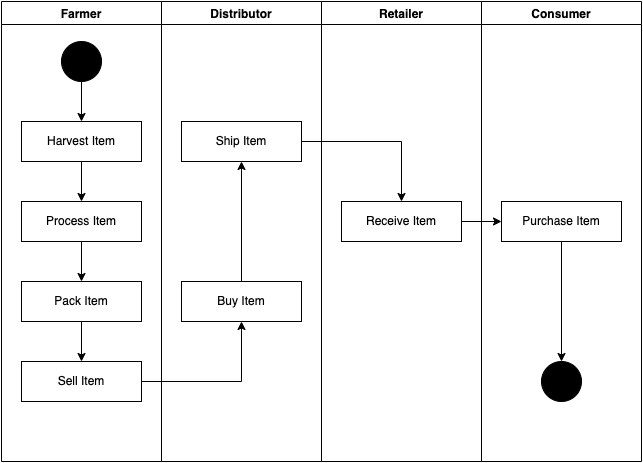 Farmer
Distributor
Retailer
Consumer
Harvest Item
Process Item
Pack Item
Sell Item
Ship Item
Buy Item
Receive Item
Purchase Item